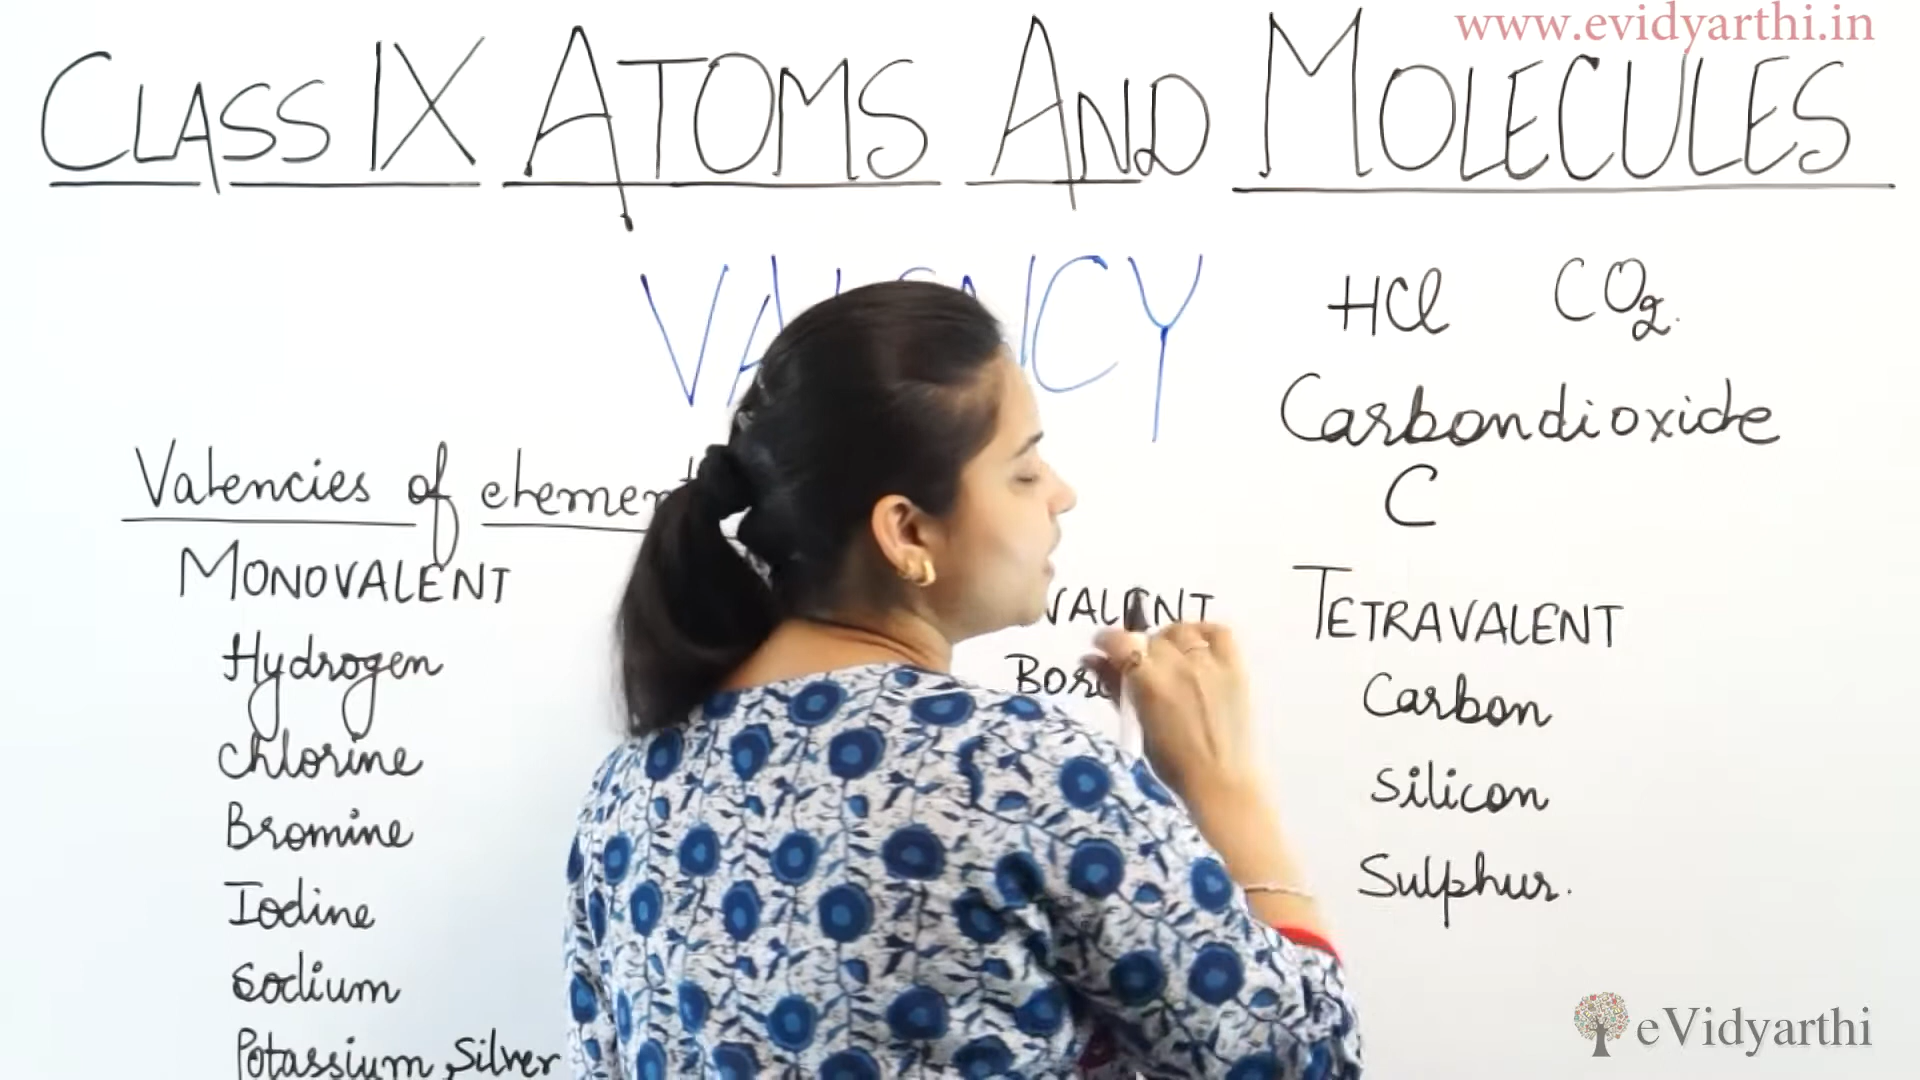 www.evidyarthi.in
CLASS IX ATOMS AND MOLECULES
VALENCY
HCl CO2.
Carbondioxide
C
Valencies of
MONOVALENT
Hydrogen
Chlorine
Bromine
Iodine
Sodium
Potassium, Silver
TETRAVALENT
Carbon
Silicon
Sulphur.
eVidyarthi